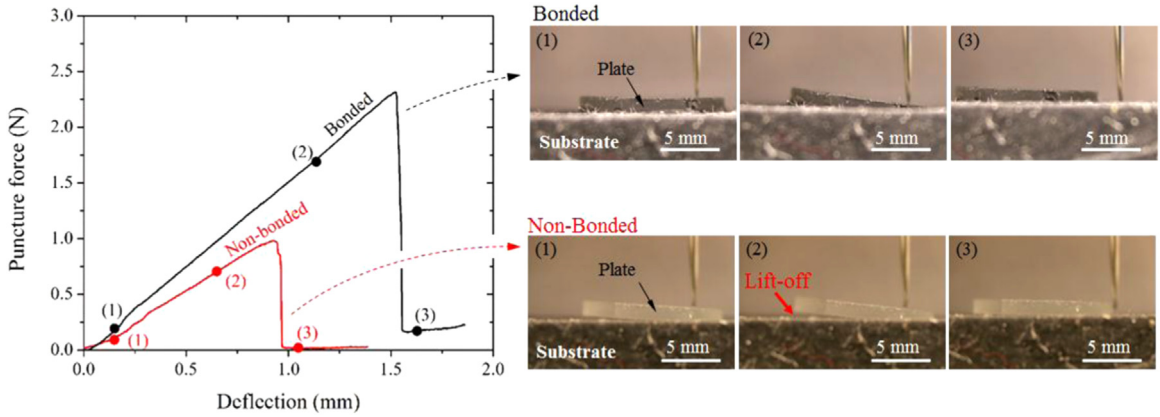 3.0
2.5
2.0
1.5
1.0
0.5
0.0
0.0 0.5 1.0 1.5 2.0
Puncture force (N)
Deflection (mm)
Bonded
(1)
(2)
(3)
Non-bonded
(1)
(2)
(3)
Bonded
(1) (2) (3)
Plate
Substrate 5 mm 5 mm 5 mm
Non-Bonded
(1) (2) (3)
Plate
Lift-off
Substrate 5 mm 5 mm 5 mm